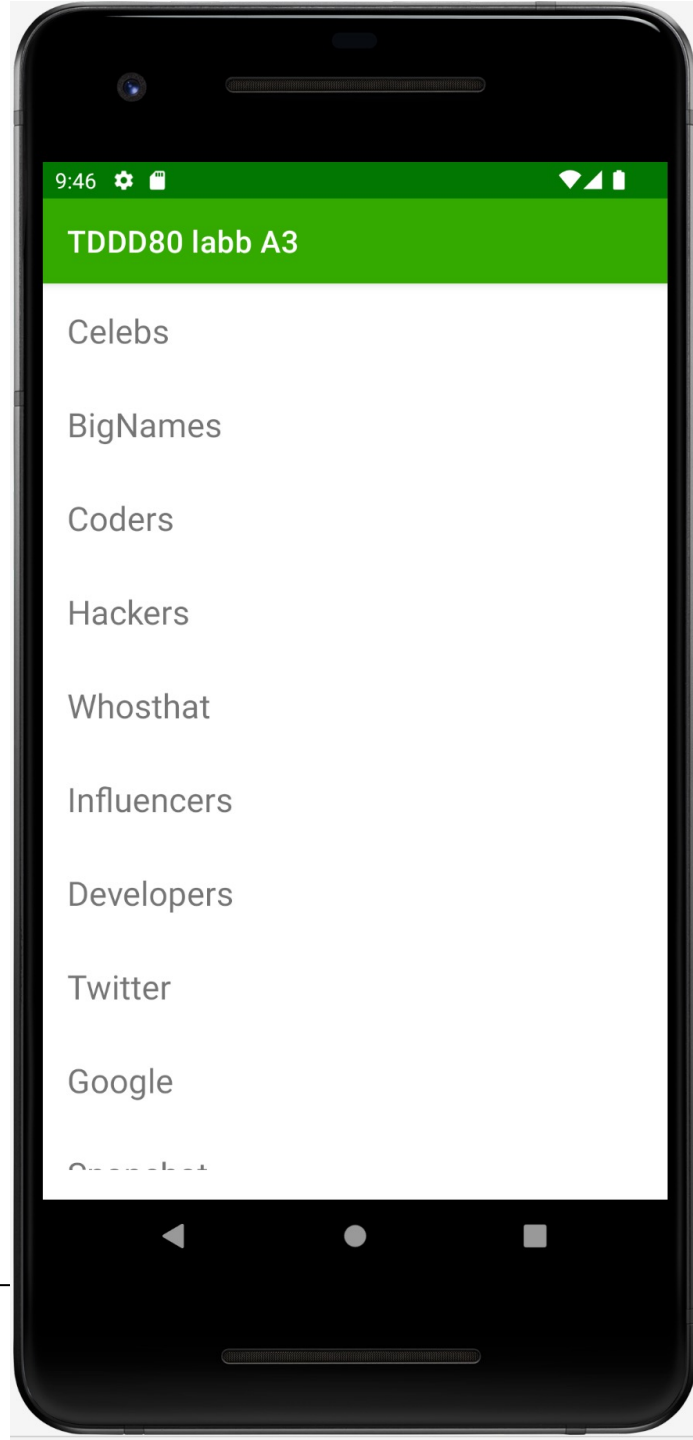 9:46
TDDD80 labb A3
Celebs
BigNames
Coders
Hackers
Whosthat
Influencers
Developers
Twitter
Google